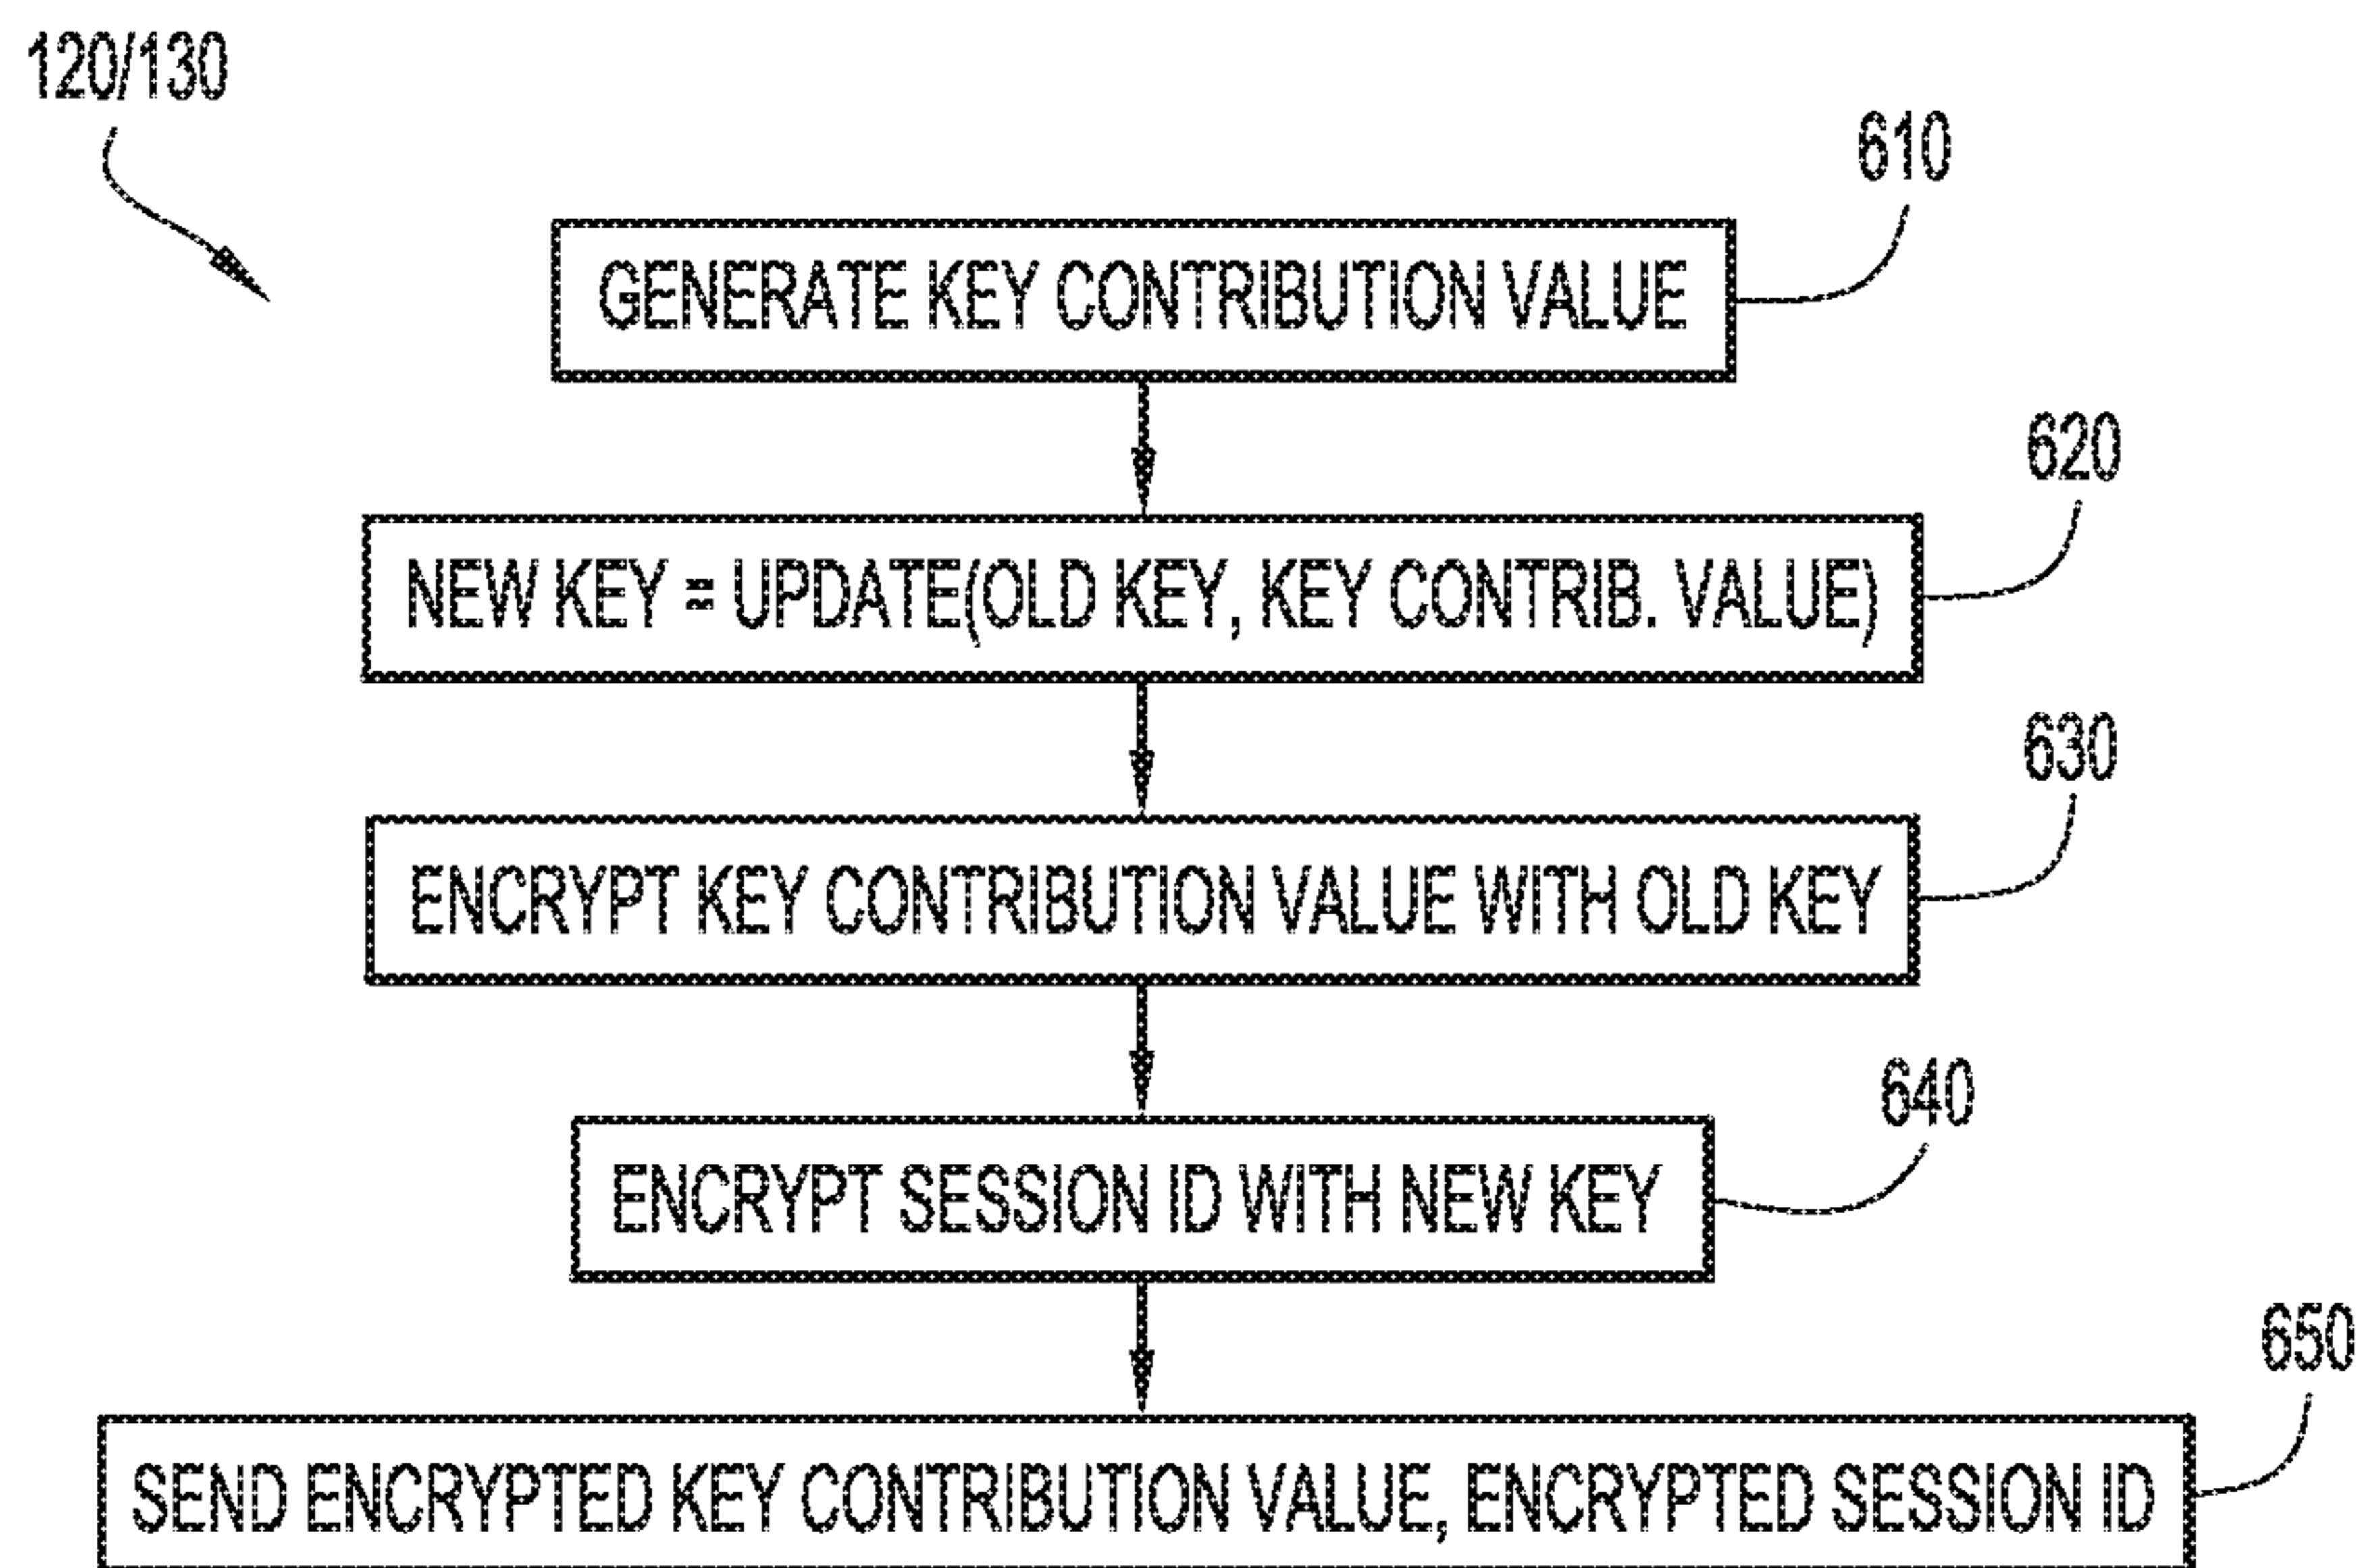 120/130
610
GENERATE KEY CONTRIBUTION VALUE
620
NEW KEY = UPDATE(OLD KEY, KEY CONTRIB. VALUE)
630
ENCRYPT KEY CONTRIBUTION VALUE WITH OLD KEY
640
ENCRYPT SESSION ID WITH NEW KEY
650
SEND ENCRYPTED KEY CONTRIBUTION VALUE, ENCRYPTED SESSION ID